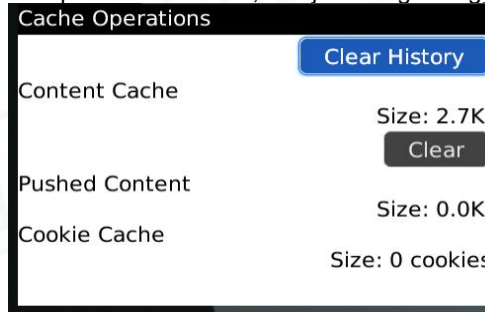 Cache Operations
Clear History
Content Cache
Size: 2.7K
Clear
Pushed Content
Size: 0.0K
Cookie Cache
Size: 0 cookies